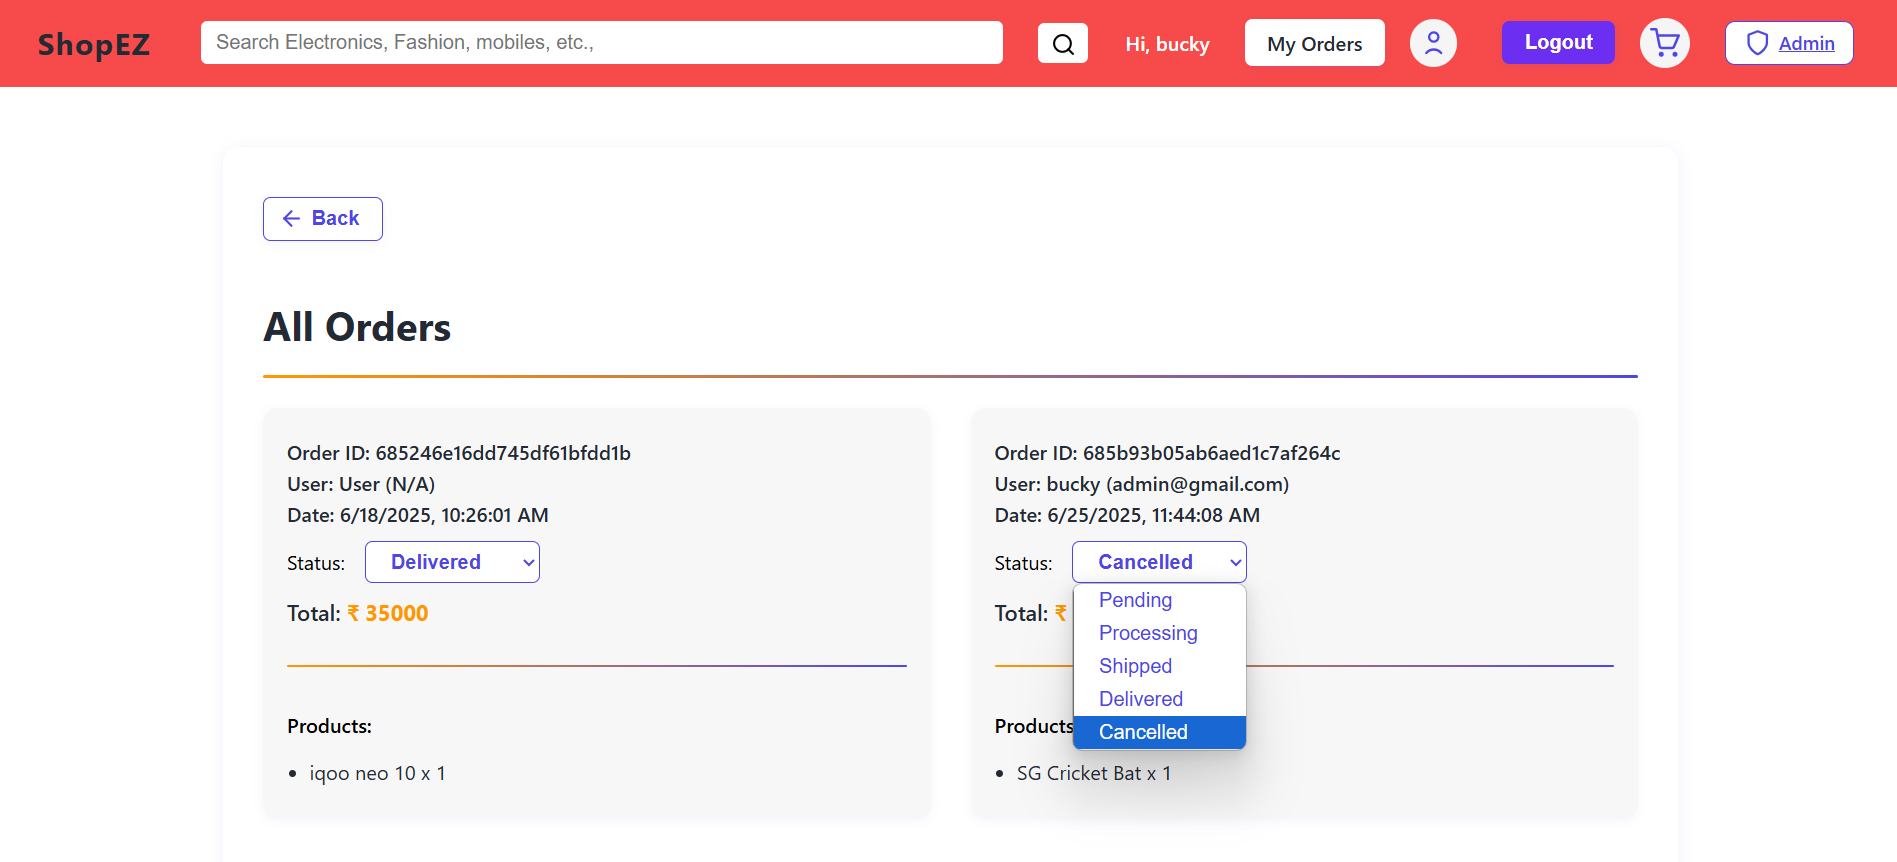 ShopEZ
Search Electronics, Fashion, mobiles, etc.,
Hi, bucky
My Orders
Logout
Admin
Back
All Orders
Order ID: 685246e16dd745df61bfdd1b
User: User (N/A)
Date: 6/18/2025, 10:26:01 AM
Status: Delivered
Total: ₹ 35000
Products:
iqoo neo 10 x 1
Order ID: 685b93b05ab6aed1c7af264c
User: bucky (admin@gmail.com)
Date: 6/25/2025, 11:44:08 AM
Status: Cancelled
Pending
Processing
Shipped
Delivered
Cancelled
Total: ₹
Products
SG Cricket Bat x 1